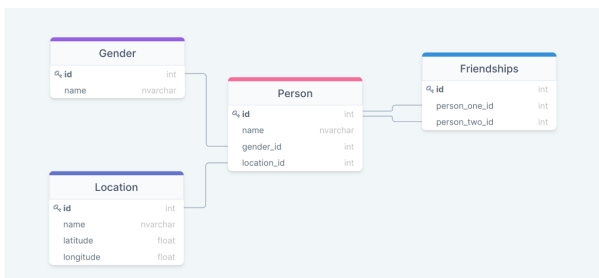 Gender
id int
name nvarchar
Person
id int
name nvarchar
gender_id int
location_id int
Friendships
id int
person_one_id int
person_two_id int
Location
id int
name nvarchar
latitude float
longitude float